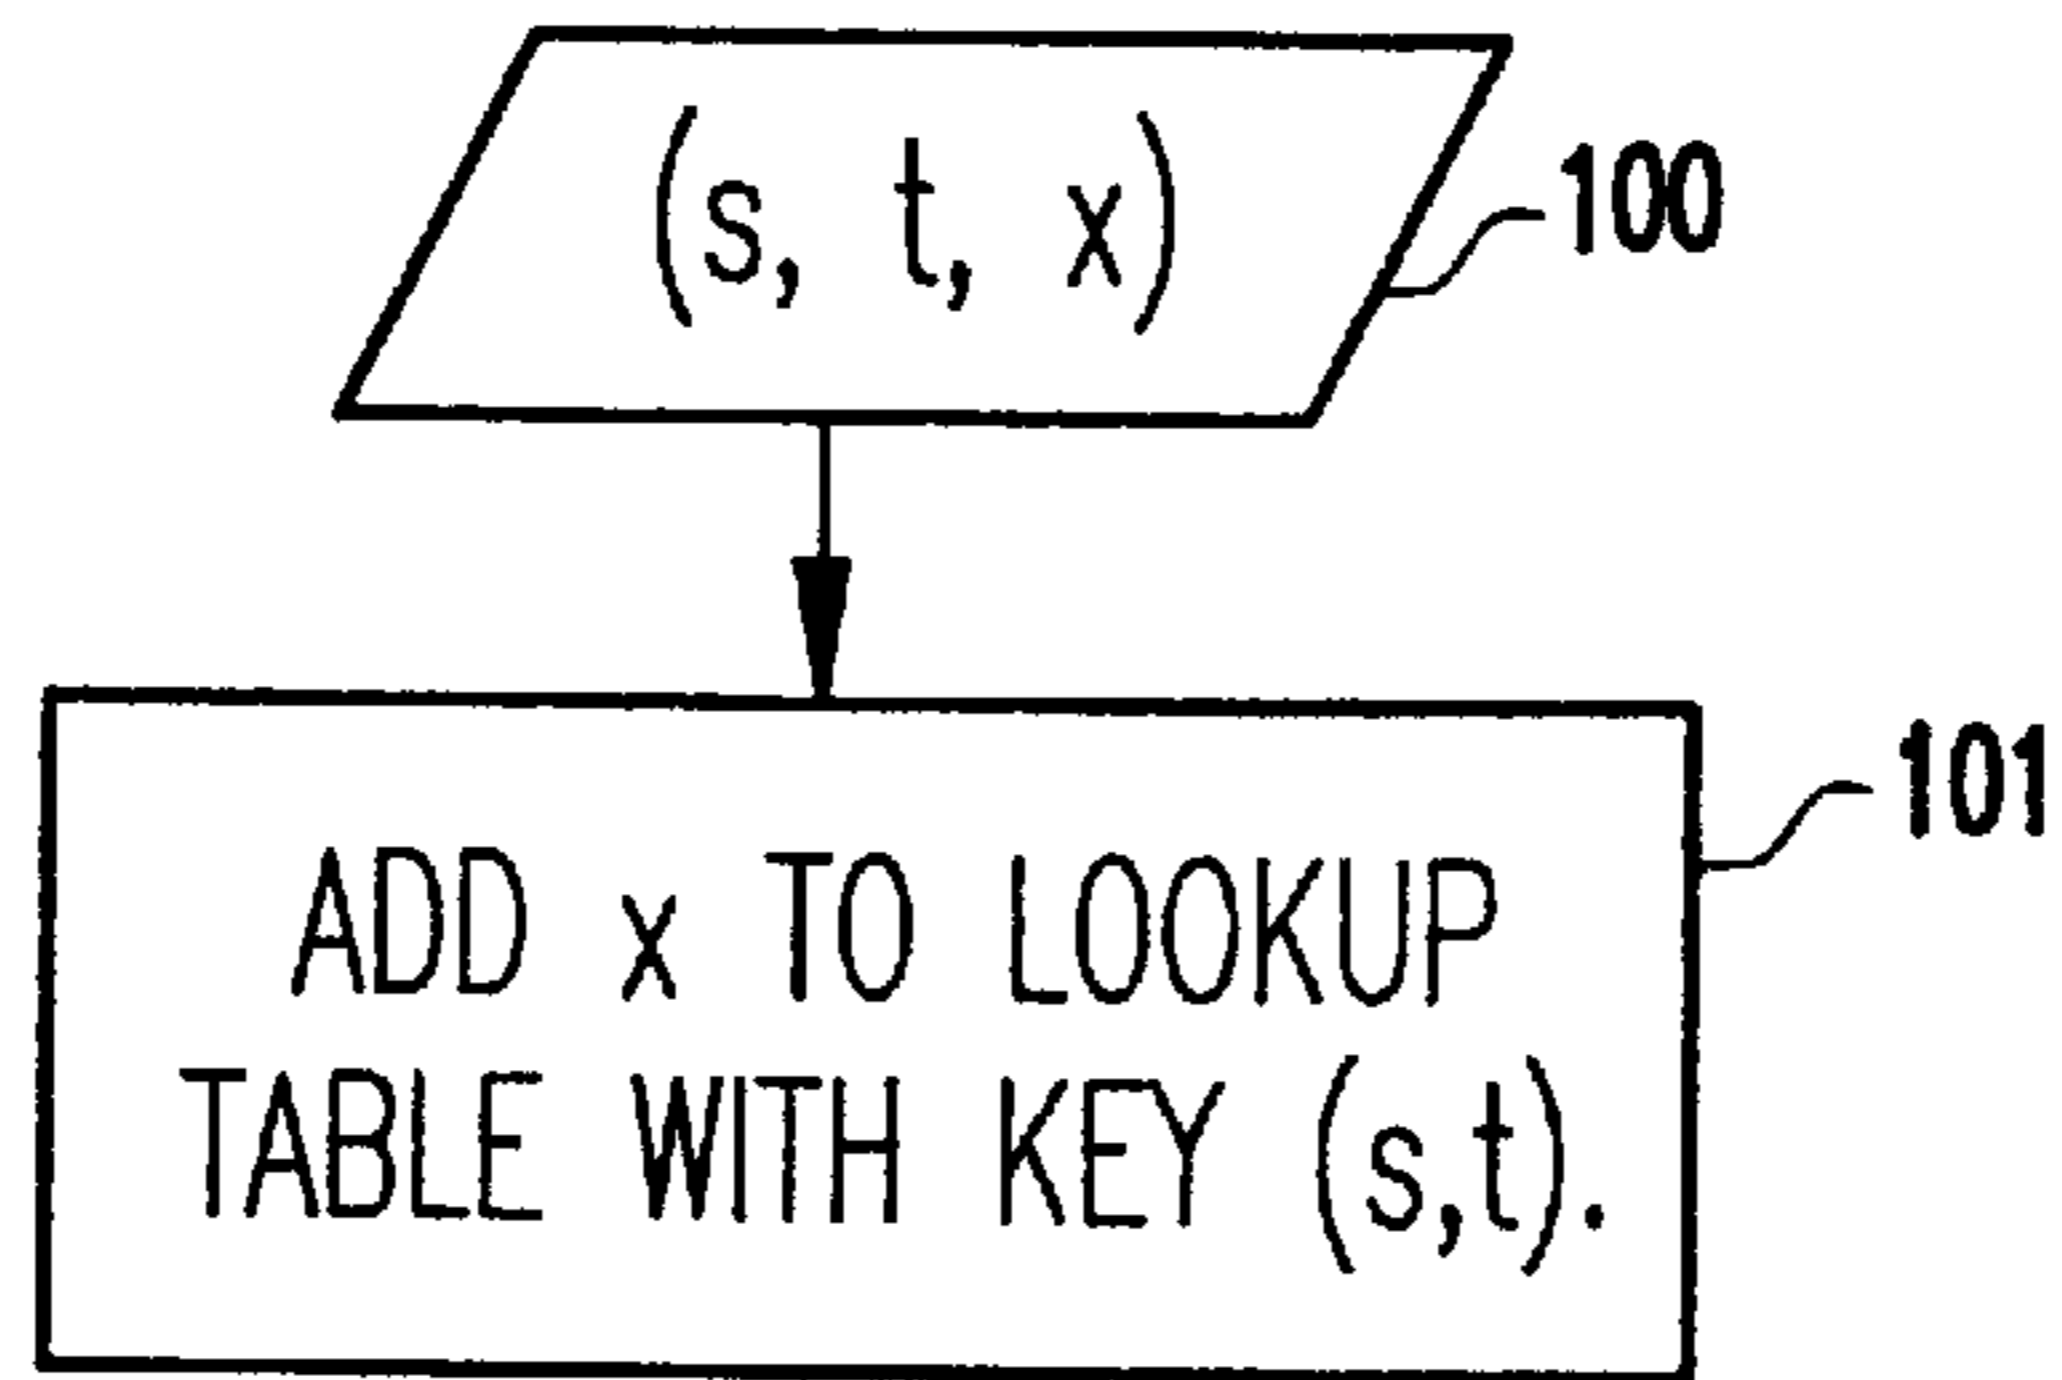 (s, t, x)
100
101
ADD x TO LOOKUP
TABLE WITH KEY (s,t).